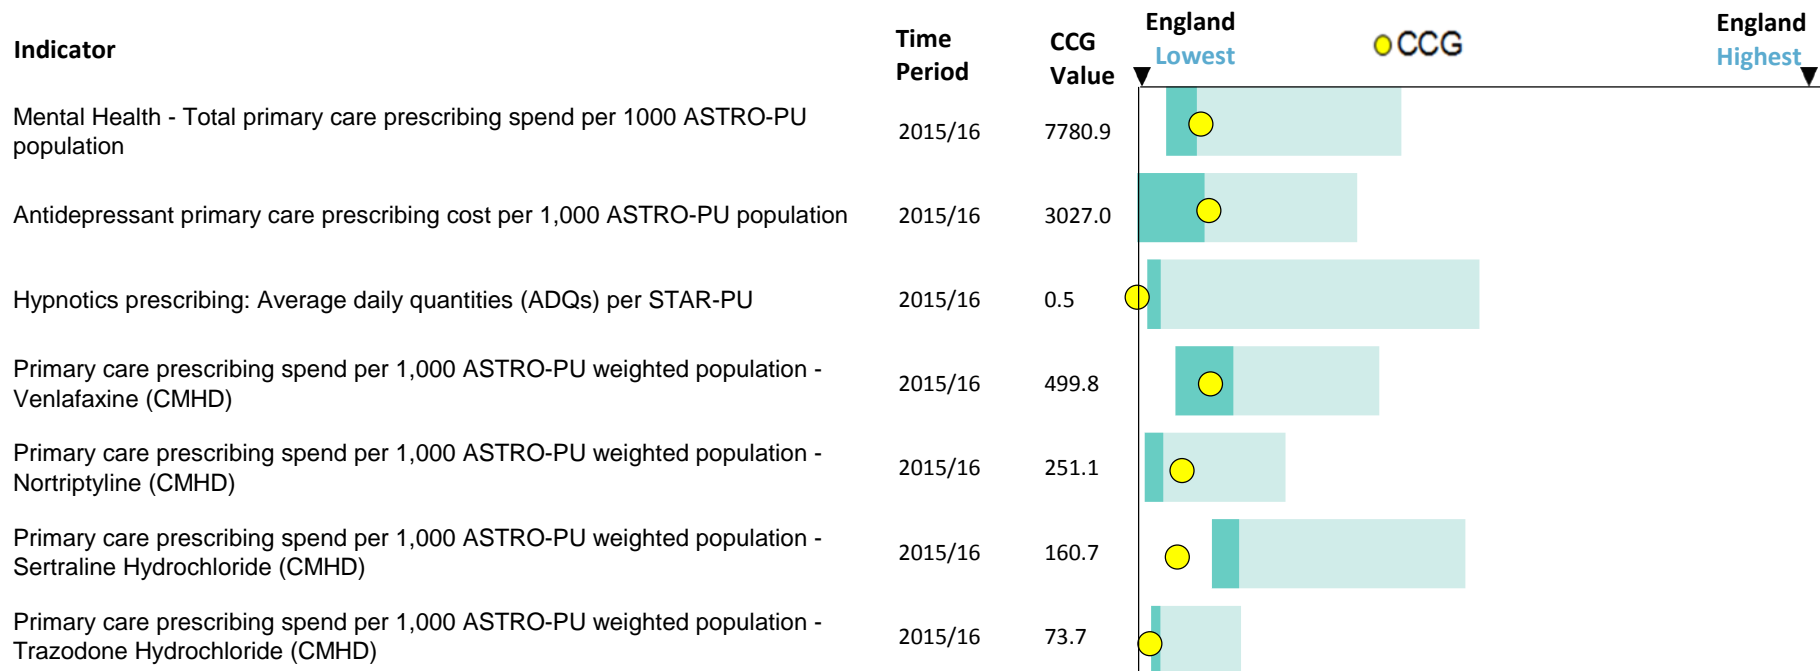 Indicator
Time
Period
CCG
Value
England
Lowest
CCG
England
Highest
Mental Health - Total primary care prescribing spend per 1000 ASTRO-PU
population
2015/16
7780.9
Antidepressant primary care prescribing cost per 1,000 ASTRO-PU population
2015/16
3027.0
Hypnotics prescribing: Average daily quantities (ADQs) per STAR-PU
2015/16
0.5
Primary care prescribing spend per 1,000 ASTRO-PU weighted population -
Venlafaxine (CMHD)
2015/16
499.8
Primary care prescribing spend per 1,000 ASTRO-PU weighted population -
Nortriptyline (CMHD)
2015/16
251.1
Primary care prescribing spend per 1,000 ASTRO-PU weighted population -
Sertraline Hydrochloride (CMHD)
2015/16
160.7
Primary care prescribing spend per 1,000 ASTRO-PU weighted population -
Trazodone Hydrochloride (CMHD)
2015/16
73.7